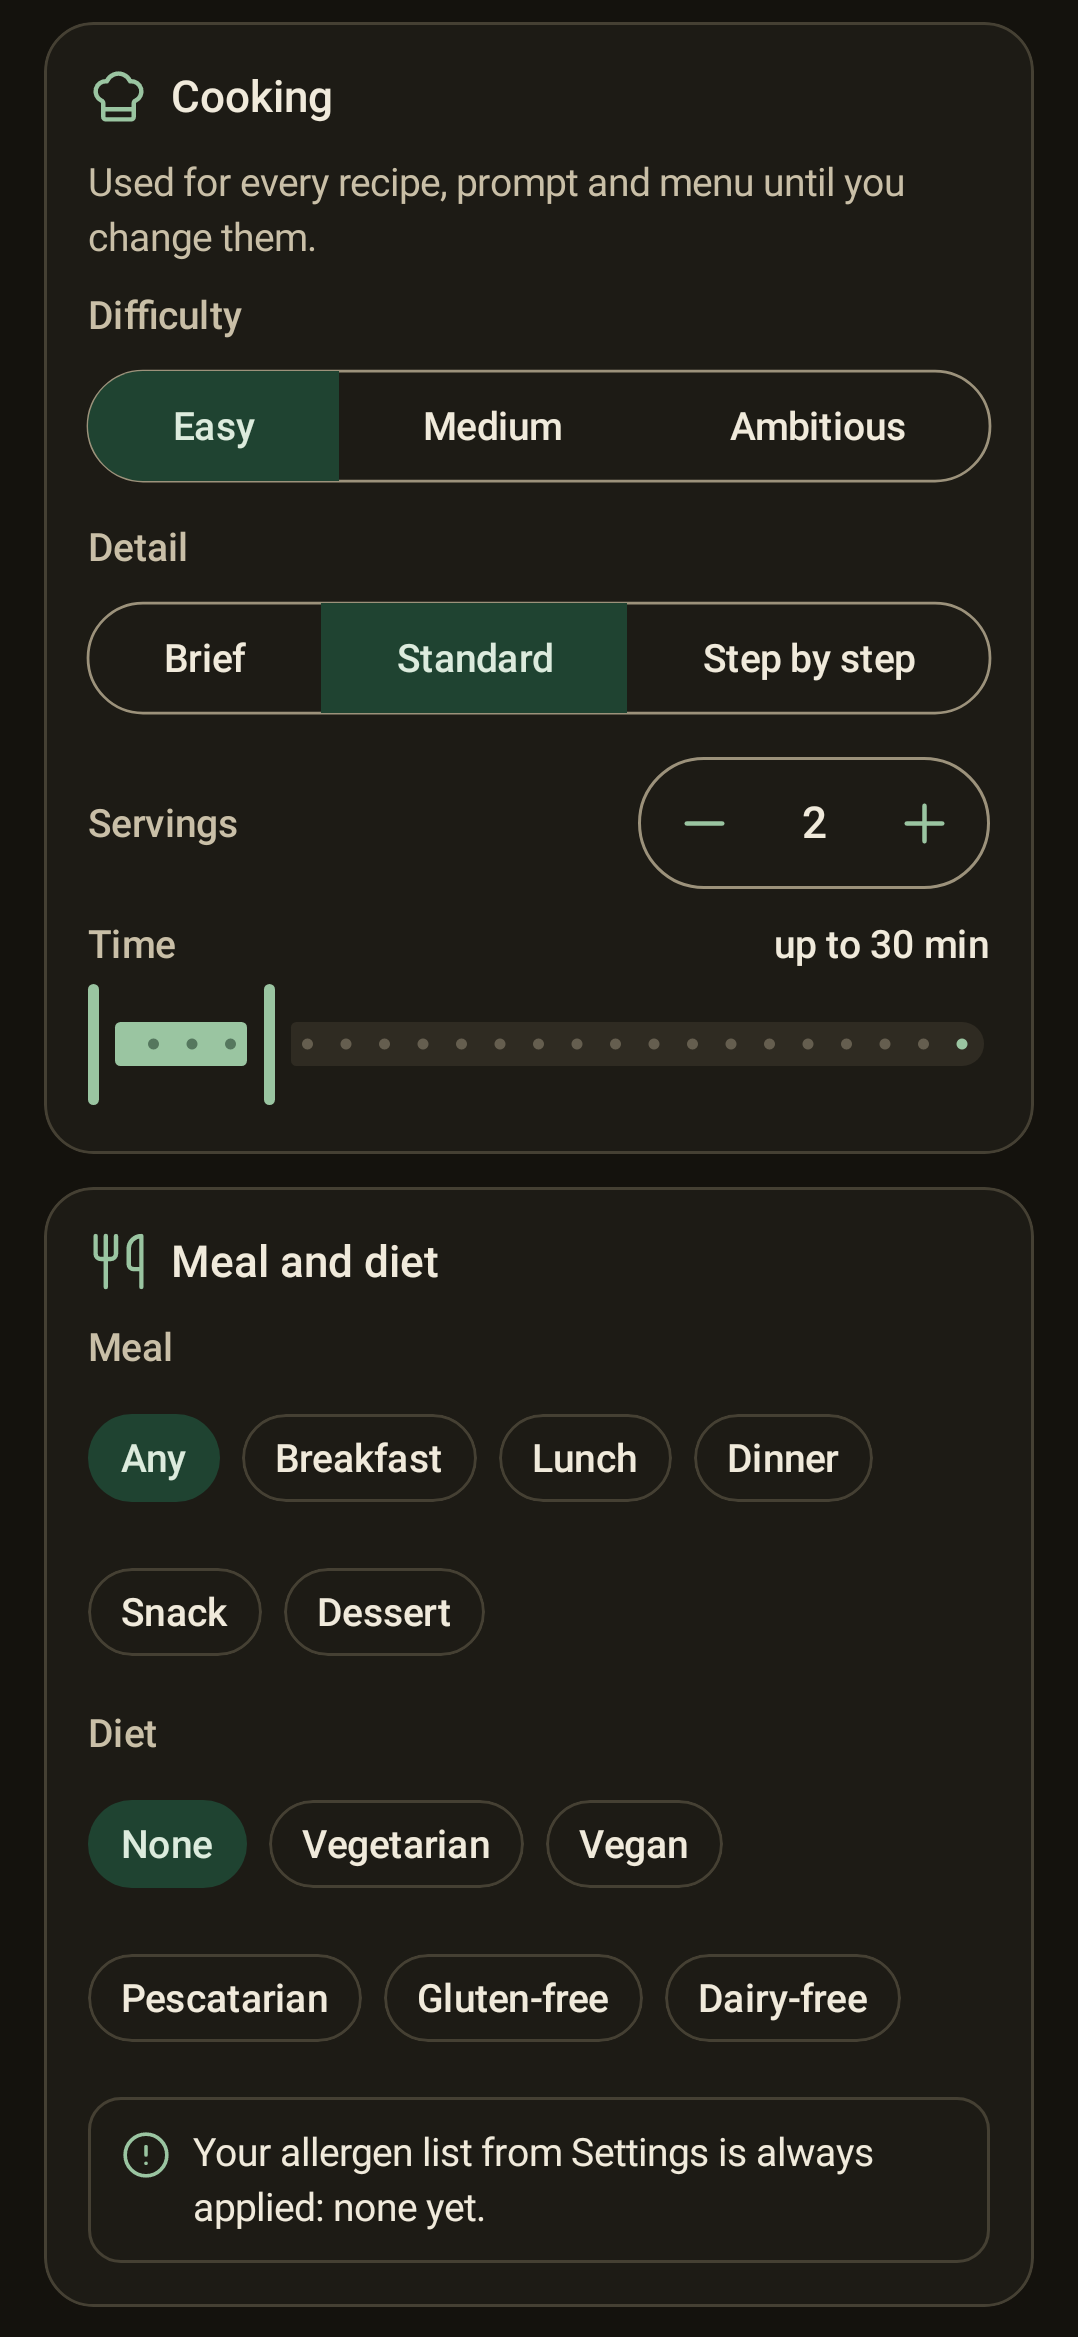 Cooking
Used for every recipe, prompt and menu until you
change them.
Difficulty
Easy
Medium
Ambitious
Detail
Brief
Standard
Step by step
Servings
2
Time
up to 30 min
Meal and diet
Meal
Any
Breakfast
Lunch
Dinner
Snack
Dessert
Diet
None
Vegetarian
Vegan
Pescatarian
Gluten-free
Dairy-free
Your allergen list from Settings is always
applied: none yet.